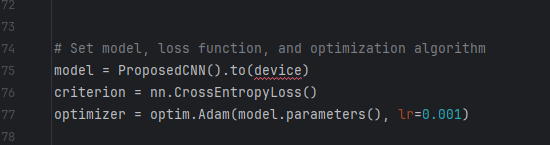 72
73
74 # Set model, loss function, and optimization algorithm
75 model = ProposedCNN().to(device)
76 criterion = nn.CrossEntropyLoss()
77 optimizer = optim.Adam(model.parameters(), lr=0.001)
78